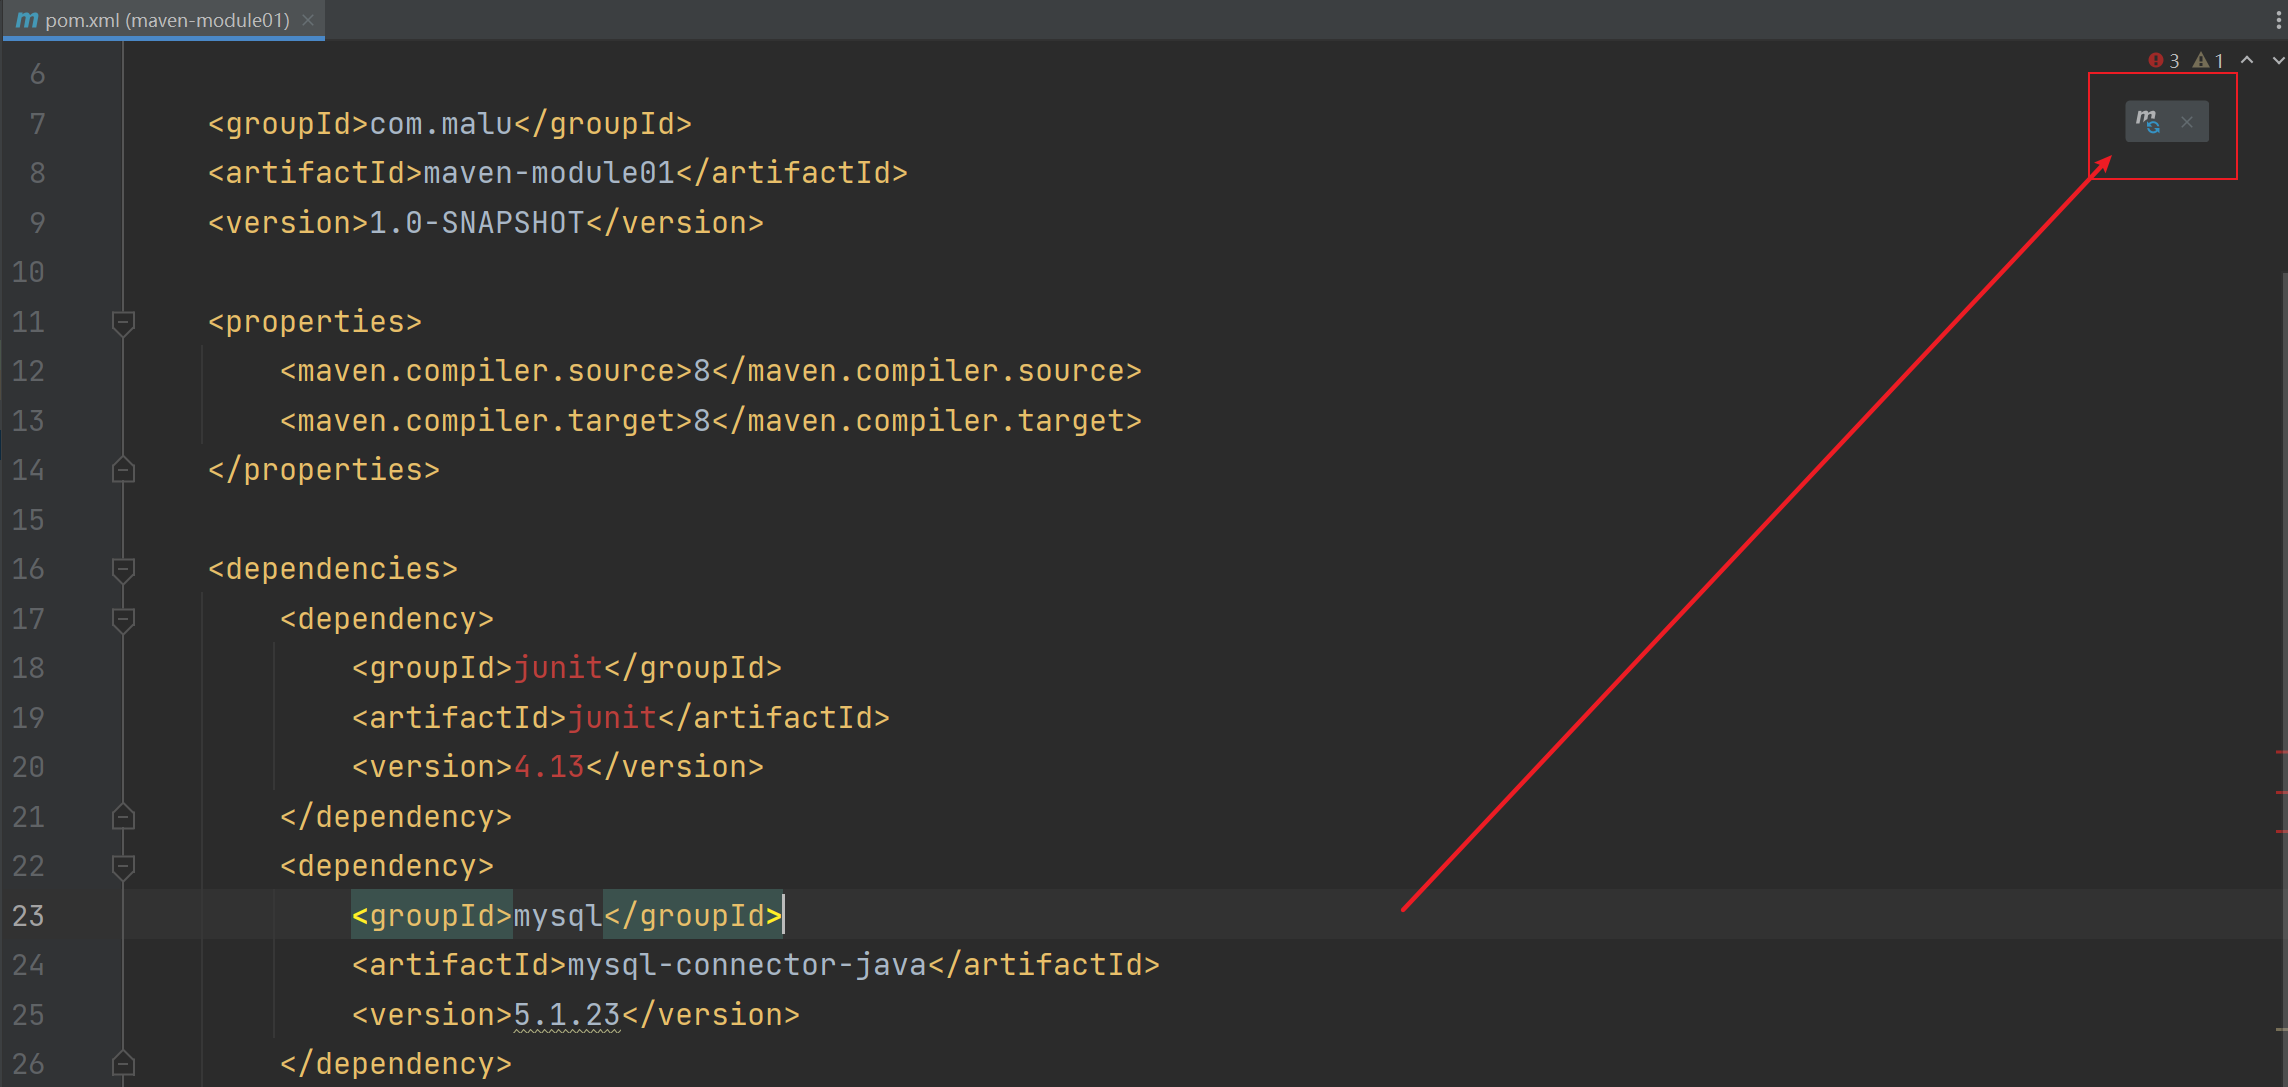 m pom.xml (maven-module01) ×
3 1
m ×
6
7 <groupId>com.malu</groupId>
8 <artifactId>maven-module01</artifactId>
9 <version>1.0-SNAPSHOT</version>
10
11 <properties>
12 <maven.compiler.source>8</maven.compiler.source>
13 <maven.compiler.target>8</maven.compiler.target>
14 </properties>
15
16 <dependencies>
17 <dependency>
18 <groupId>junit</groupId>
19 <artifactId>junit</artifactId>
20 <version>4.13</version>
21 </dependency>
22 <dependency>
23 <groupId>mysql</groupId>
24 <artifactId>mysql-connector-java</artifactId>
25 <version>5.1.23</version>
26 </dependency>